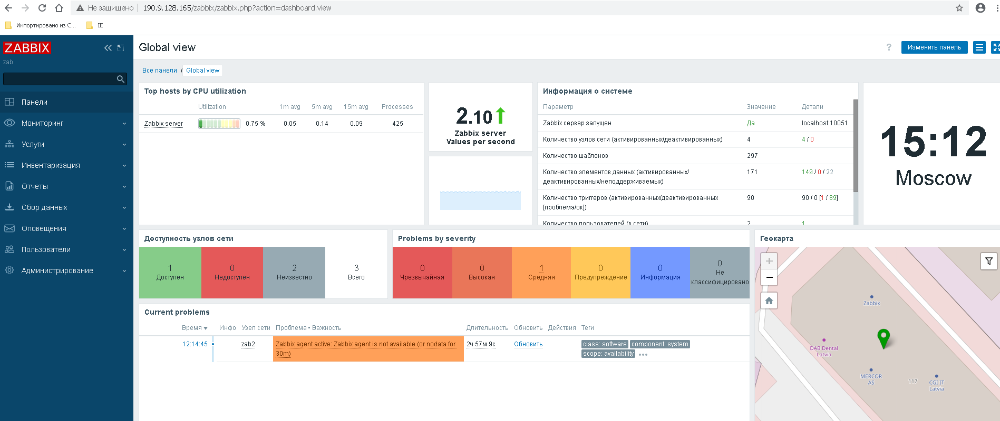 Не защищено | 190.9.128.165/zabbix/zabbix.php?action=dashboard.view
Импортировано из С... IE
ZABBIX
zab
Панели
Мониторинг
Услуги
Инвентаризация
Отчеты
Сбор данных
Оповещения
Пользователи
Администрирование
Global view
? Изменить панель
Все панели / Global view
Top hosts by CPU utilization
Utilization 1m avg 5m avg 15m avg Processes
Zabbix server 0.75 % 0.05 0.14 0.09 425
2.10
Zabbix server
Values per second
Информация о системе
Параметр Значение Детали
Zabbix сервер запущен Да localhost:10051
Количество узлов сети (активированных/деактивированных) 4 4 / 0
Количество шаблонов 297
Количество элементов данных (активированных/ 171 149 / 0 / 22
деактивированных/неподдерживаемых)
Количество триггеров (активированных/деактивированных 90 90 / 0 [1 / 89]
[проблема/ок])
Количество пользователей (в сети) 2 1
15:12
Moscow
Доступность узлов сети
1 0 2 3
Доступен Недоступен Неизвестно Всего
Problems by severity
0 0 1 0 0 0
Чрезвычайная Высокая Средняя Предупреждение Информация Не
классифицировано
Current problems
Время Инфо Узел сети Проблема • Важность Длительность Обновить Действия Теги
12:14:45 zab2 Zabbix agent active: Zabbix agent is not available (or nodata for 2ч 57м 9с Обновить class: software component: system
30m) scope: availability •••
Геокарта
+
−
Zabbix
DAB Dental
Latvia
MERCOR
AS
117
CGI IT
Latvia